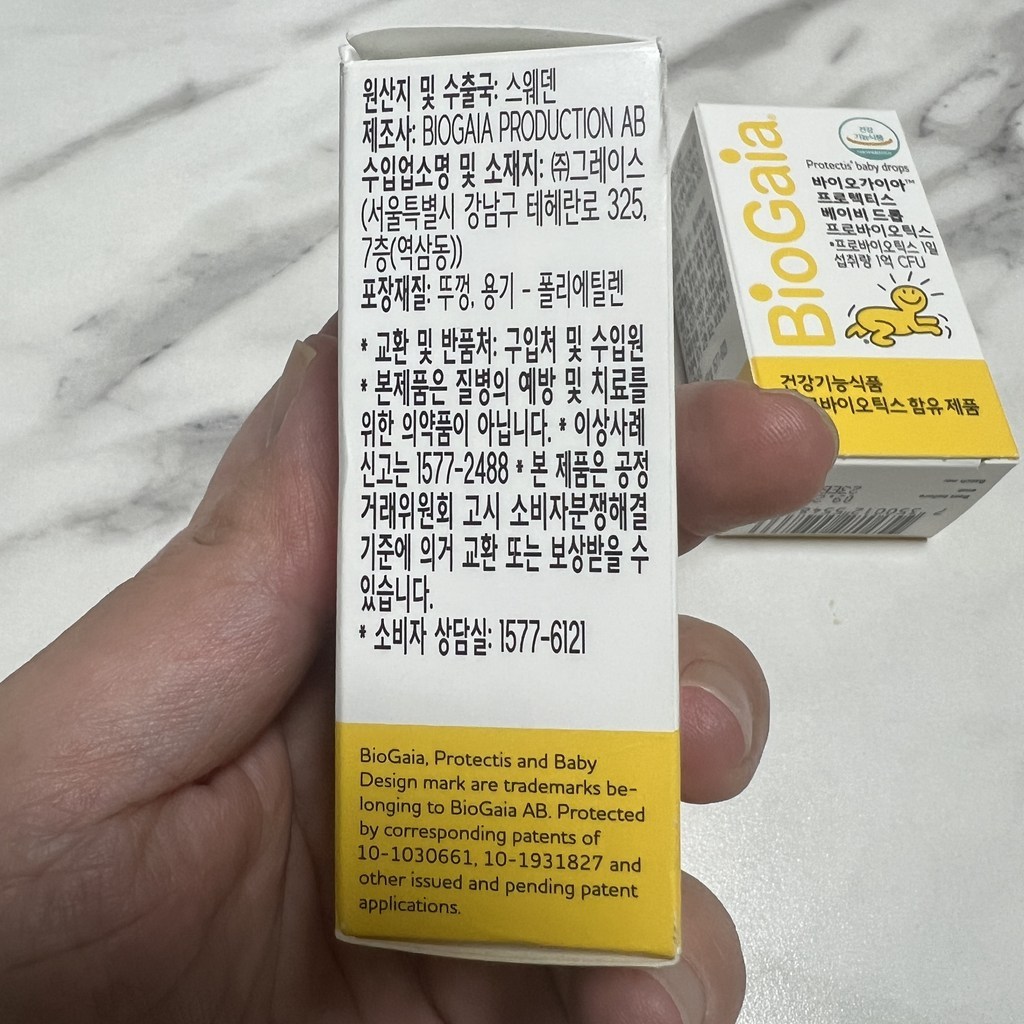 원산지 및 수출국: 스웨덴
제조사: BIOGAIA PRODUCTION AB
수입업소명 및 소재지: ㈜그레이스
(서울특별시 강남구 테헤란로 325,
7층(역삼동))
포장재질: 뚜껑, 용기 - 폴리에틸렌
* 교환 및 반품처: 구입처 및 수입원
* 본제품은 질병의 예방 및 치료를
위한 의약품이 아닙니다. * 이상사례
신고는 1577-2488 * 본 제품은 공정
거래위원회 고시 소비자분쟁해결
기준에 의거 교환 또는 보상받을 수
있습니다.
* 소비자 상담실: 1577-6121
BioGaia, Protectis and Baby
Design mark are trademarks be-
longing to BioGaia AB. Protected
by corresponding patents of
10-1030661, 10-1931827 and
other issued and pending patent
applications.
BioGaia®
건강
기능식품
Protectis® baby drops
바이오가이아™
프로텍티스
베이비 드롭
프로바이오틱스
•프로바이오틱스 1일
섭취량 1억 CFU
건강기능식품
바이오틱스 함유 제품